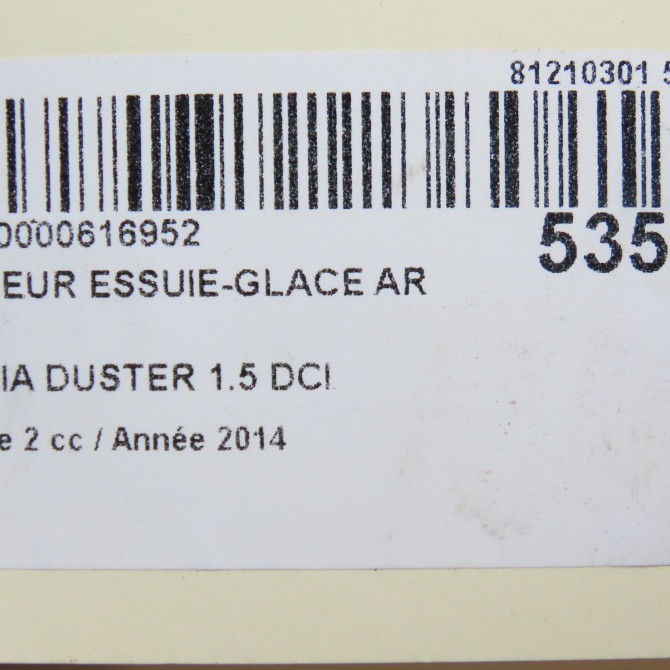 81210301 5
0000616952
535
EUR ESSUIE-GLACE AR
IA DUSTER 1.5 DCI
e 2 cc / Année 2014